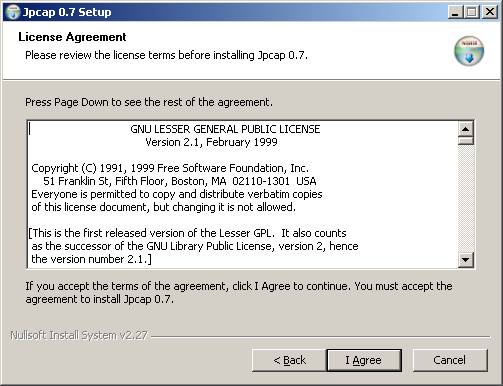 Jpcap 0.7 Setup
License Agreement
Please review the license terms before installing Jpcap 0.7.
Press Page Down to see the rest of the agreement.
GNU LESSER GENERAL PUBLIC LICENSE
Version 2.1, February 1999
Copyright (C) 1991, 1999 Free Software Foundation, Inc.
51 Franklin St, Fifth Floor, Boston, MA  02110-1301  USA
Everyone is permitted to copy and distribute verbatim copies
of this license document, but changing it is not allowed.
[This is the first released version of the Lesser GPL.  It also counts
as the successor of the GNU Library Public License, version 2, hence
the version number 2.1.]
If you accept the terms of the agreement, click I Agree to continue. You must accept the
agreement to install Jpcap 0.7.
Nullsoft Install System v2.27
< Back
I Agree
Cancel